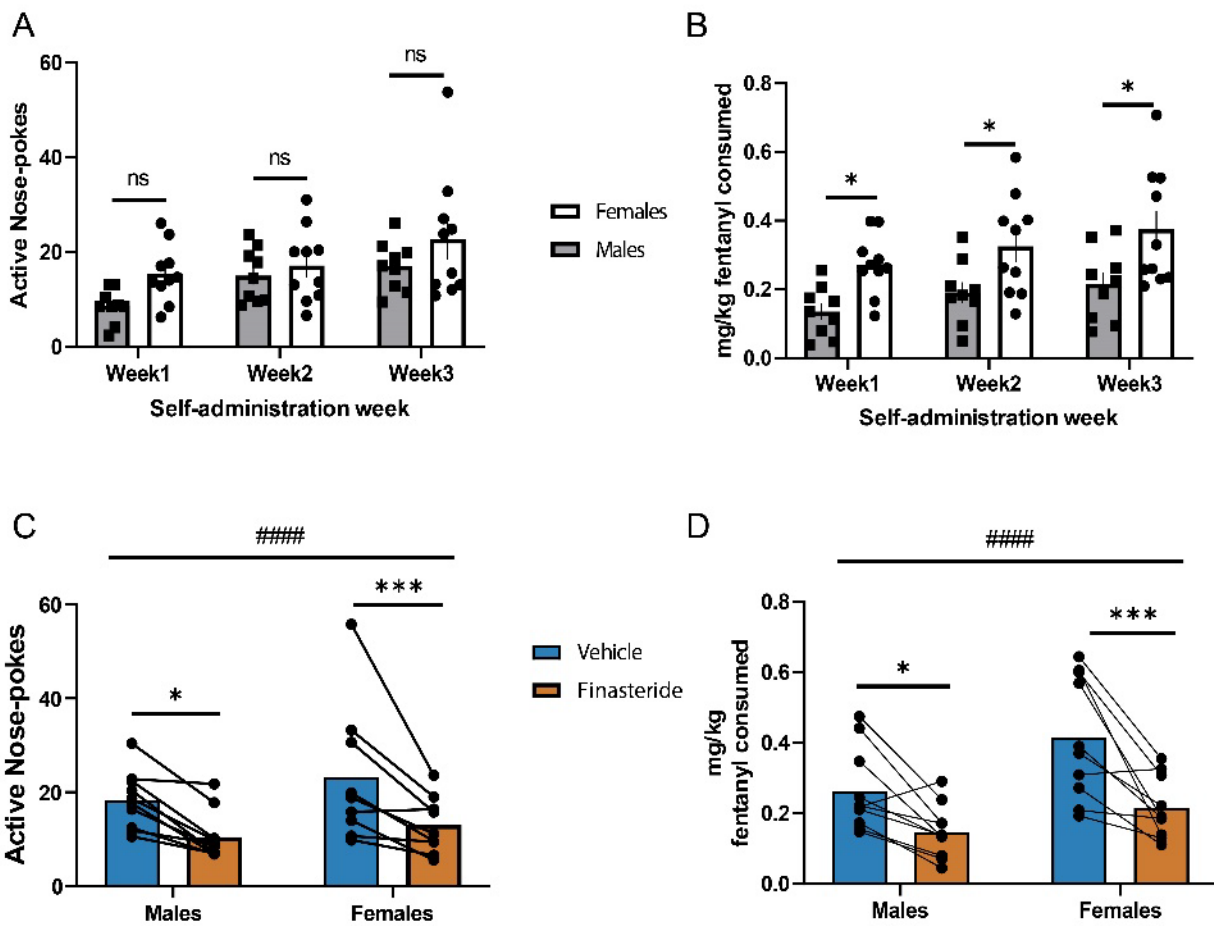 A
Active Nose-pokes
60
40
20
0
ns
ns
ns
Week1
Week2
Week3
Self-administration week
Females
Males
B
mg/kg fentanyl consumed
0.8
0.6
0.4
0.2
0.0
*
*
*
Week1
Week2
Week3
Self-administration week
C
Active Nose-pokes
60
40
20
0
####
*
***
Males
Females
Vehicle
Finasteride
D
mg/kg
fentanyl consumed
0.8
0.6
0.4
0.2
0.0
####
*
***
Males
Females